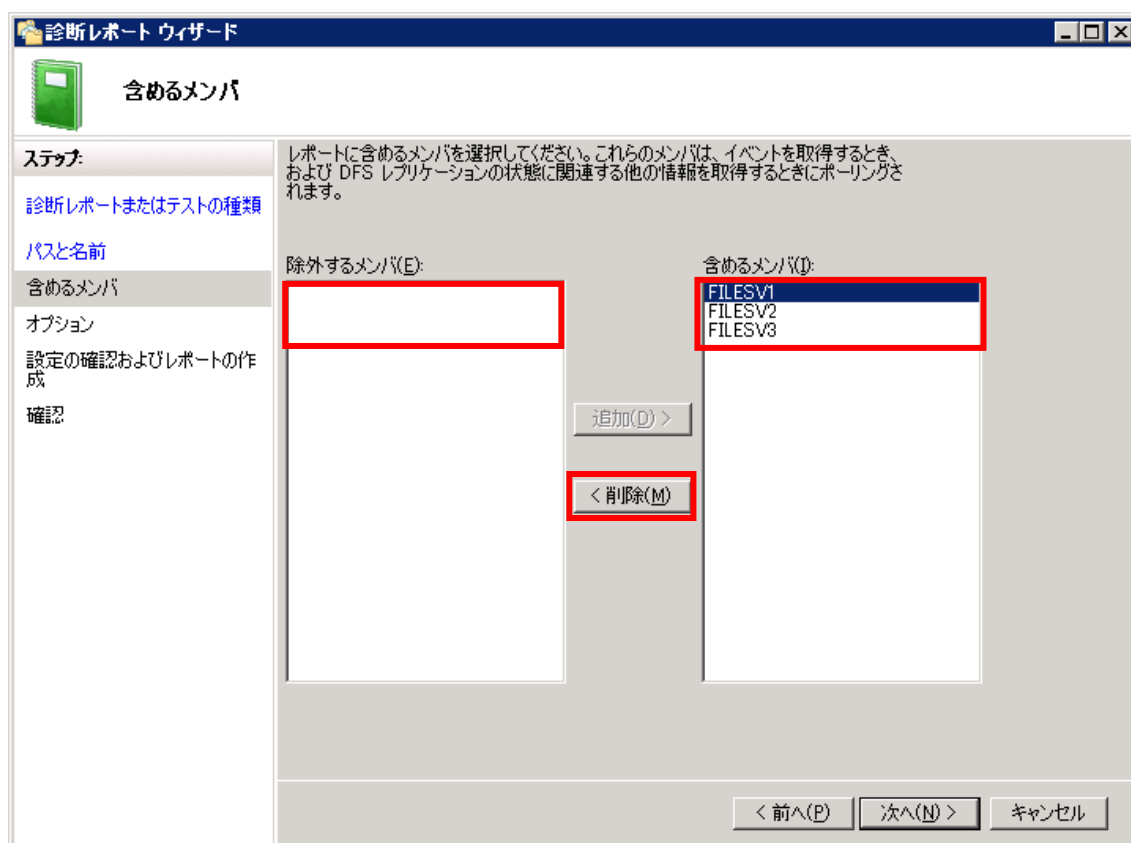 診断レポート ウィザード
含めるメンバ
ステップ:
診断レポートまたはテストの種類
パスと名前
含めるメンバ
オプション
設定の確認およびレポートの作
成
確認
レポートに含めるメンバを選択してください。これらのメンバは、イベントを取得するとき、
および DFS レプリケーションの状態に関連する他の情報を取得するときにポーリングさ
れます。
除外するメンバ(E):
含めるメンバ(I):
FILESV1
FILESV2
FILESV3
追加(D) >
< 削除(M)
< 前へ(P)
次へ(N) >
キャンセル